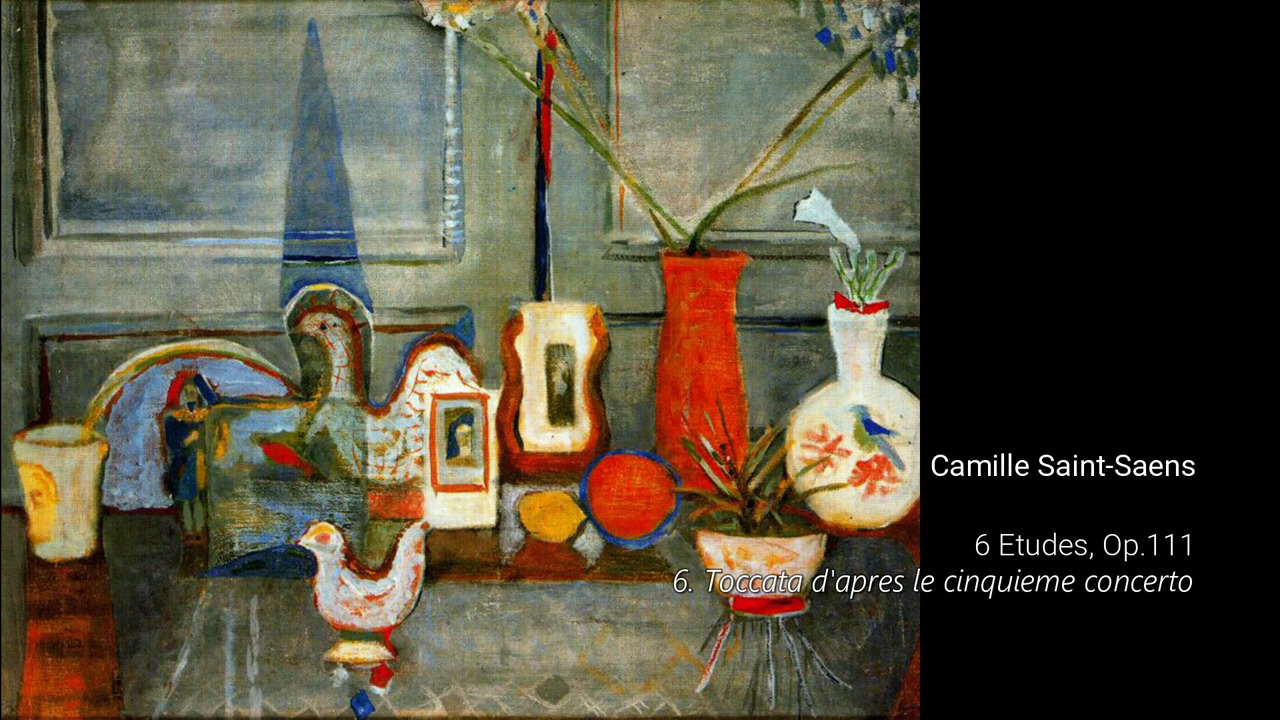 Camille Saint-Saens
6 Etudes, Op.111
6. Toccata d'apres le cinquieme concerto